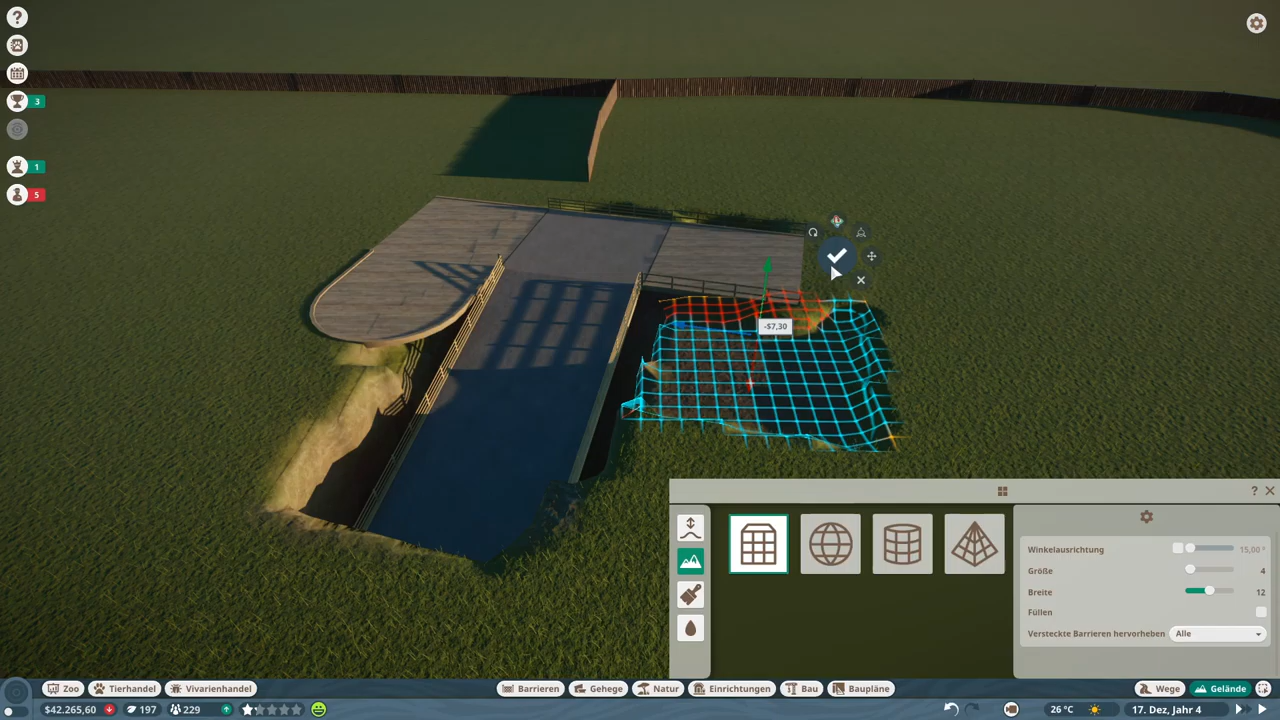 ?
3
1
5
-$7,30
?
Winkelausrichtung 15,00 °
Größe 4
Breite 12
Füllen
Versteckte Barrieren hervorheben Alle
Zoo Tierhandel Vivarienhandel Barrieren Gehege Natur Einrichtungen Bau Baupläne Wege Gelände
$42.265,60 197 229 26 °C 17. Dez, Jahr 4